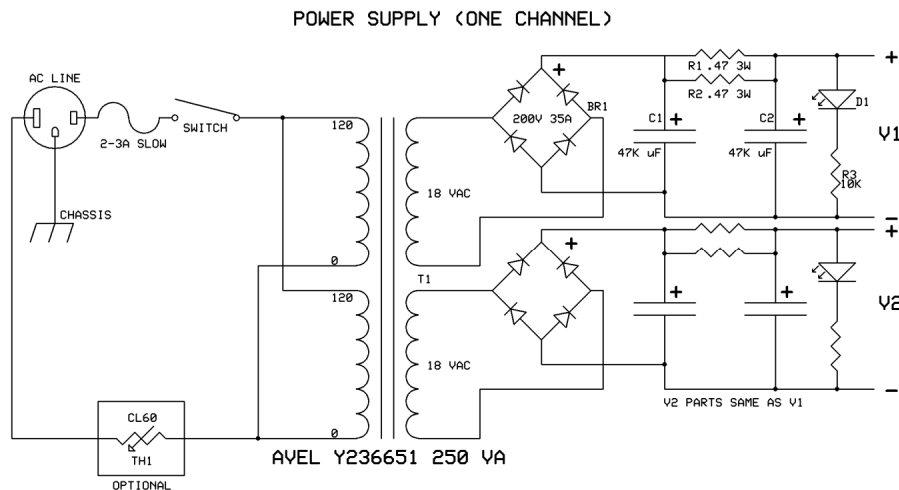 POWER SUPPLY (ONE CHANNEL)
AC LINE
2-3A SLOW
SWITCH
CHASSIS
120
0
120
0
18 VAC
18 VAC
T1
BR1
200V 35A
+
R1 .47 3W
R2 .47 3W
C1
+
47K uF
C2
+
47K uF
D1
R3
10K
+
V1
-
+
+
+
+
V2
-
V2 PARTS SAME AS V1
CL60
TH1
OPTIONAL
AVEL Y236651 250 VA